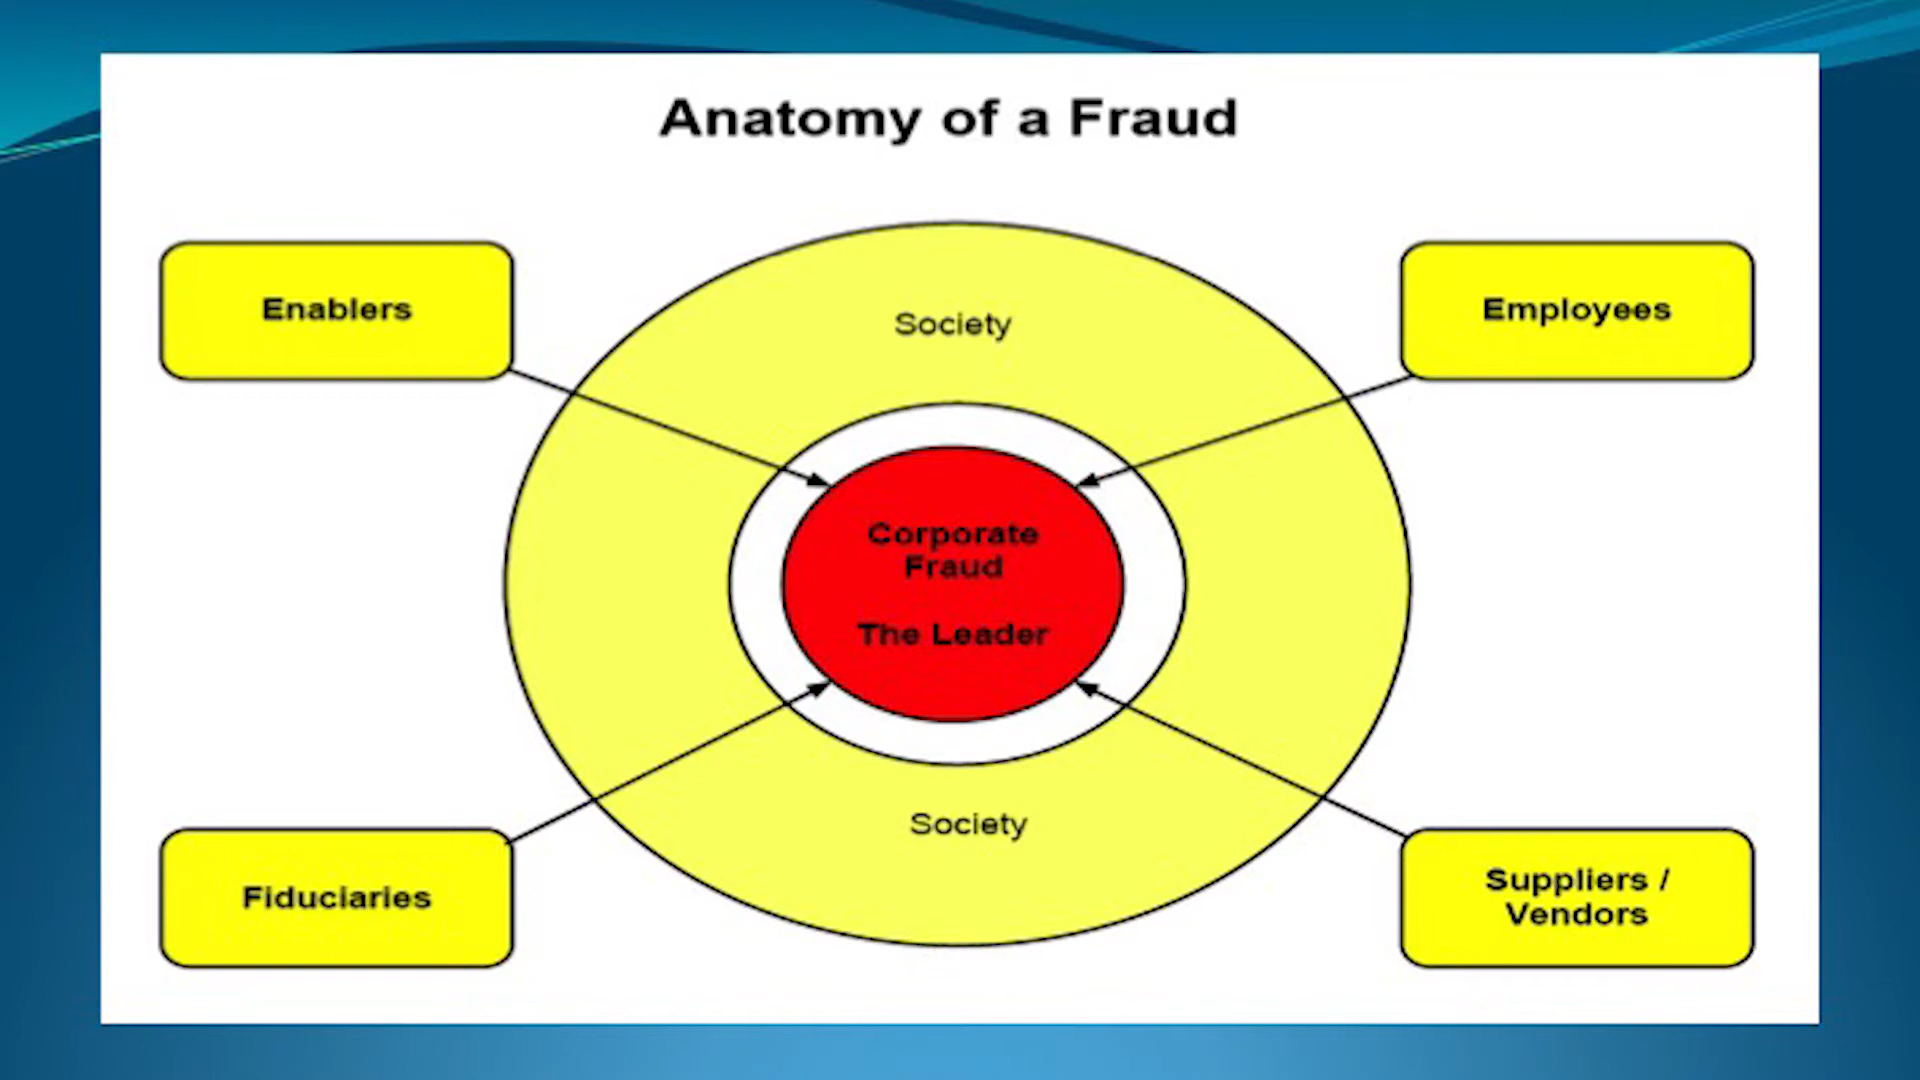 Anatomy of a Fraud
Enablers
Society
Employees
Corporate
Fraud
The Leader
Society
Fiduciaries
Suppliers /
Vendors